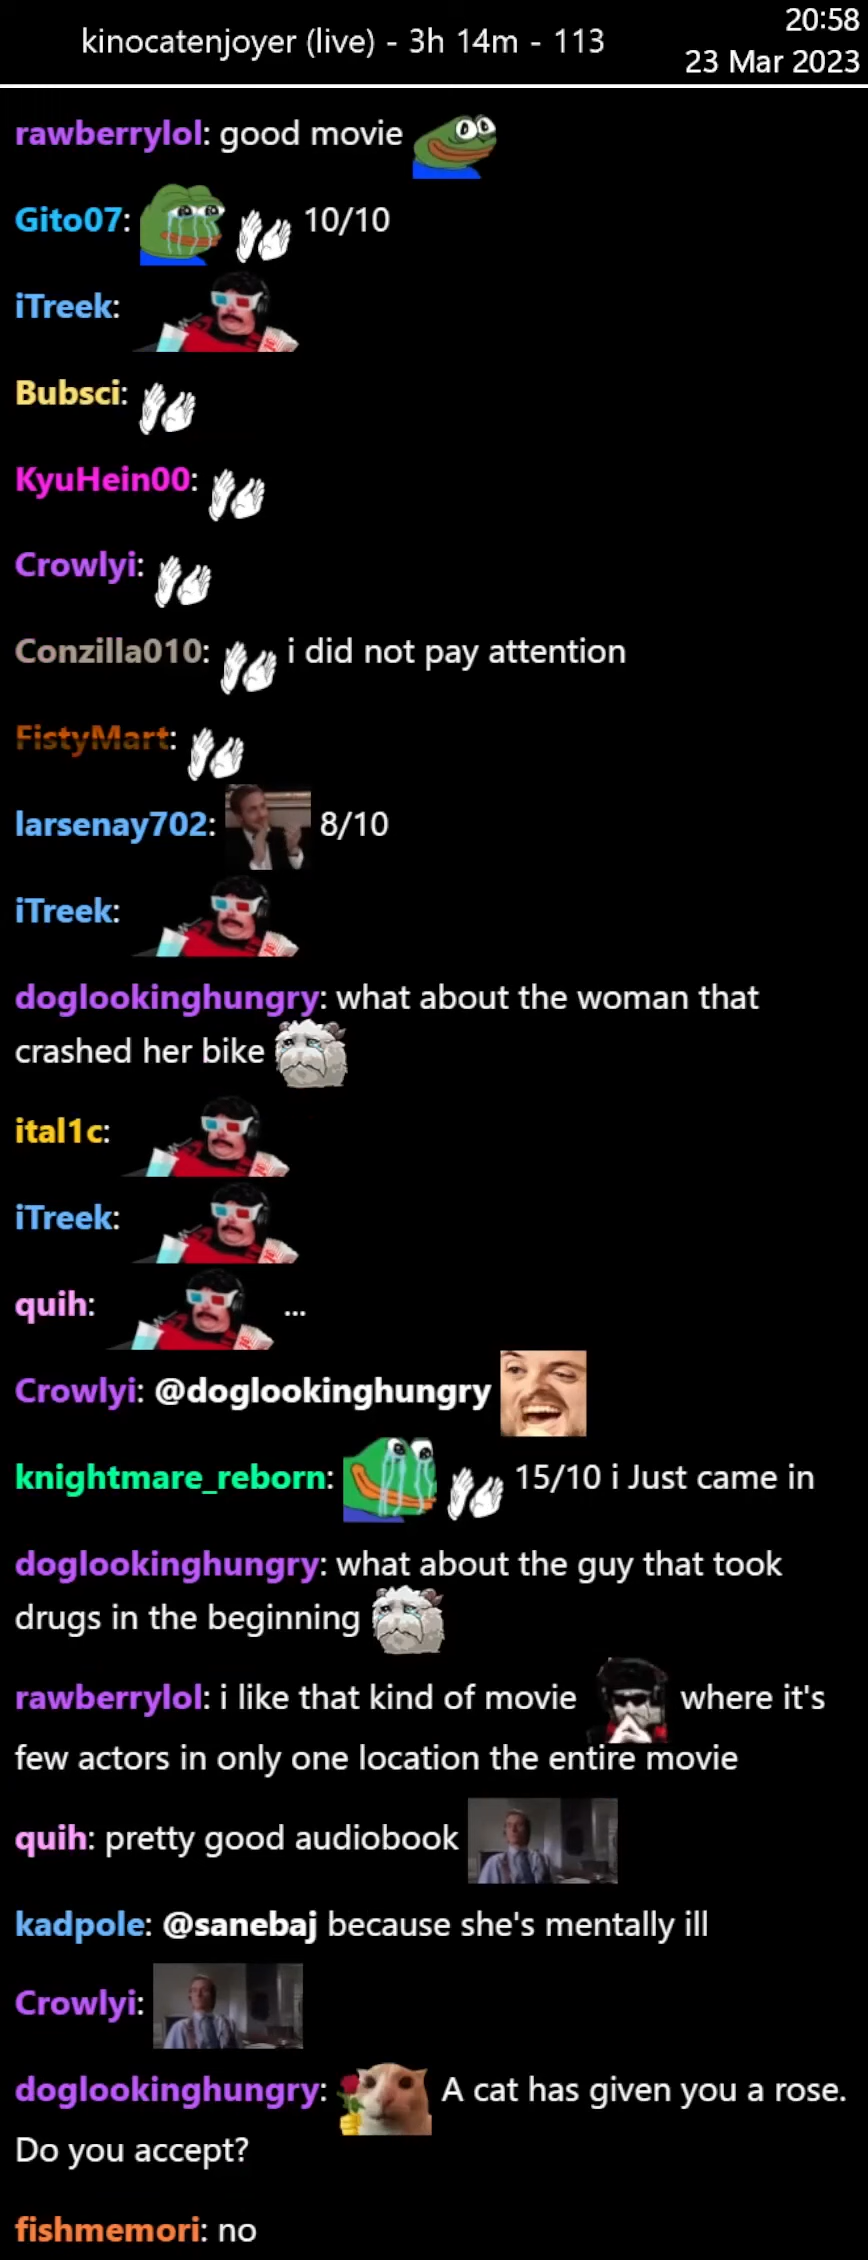 kinocatenjoyer (live) - 3h 14m - 113
20:58
23 Mar 2023
rawberrylol: good movie
Gito07: 10/10
iTreek:
Bubsci:
KyuHein00:
Crowlyi:
Conzilla010: i did not pay attention
FistyMart:
larsenay702: 8/10
iTreek:
doglookinghungry: what about the woman that
crashed her bike
ital1c:
iTreek:
quih: ...
Crowlyi: @doglookinghungry
knightmare_reborn: 15/10 i Just came in
doglookinghungry: what about the guy that took
drugs in the beginning
rawberrylol: i like that kind of movie where it's
few actors in only one location the entire movie
quih: pretty good audiobook
kadpole: @sanebaj because she's mentally ill
Crowlyi:
doglookinghungry: A cat has given you a rose.
Do you accept?
fishmemori: no